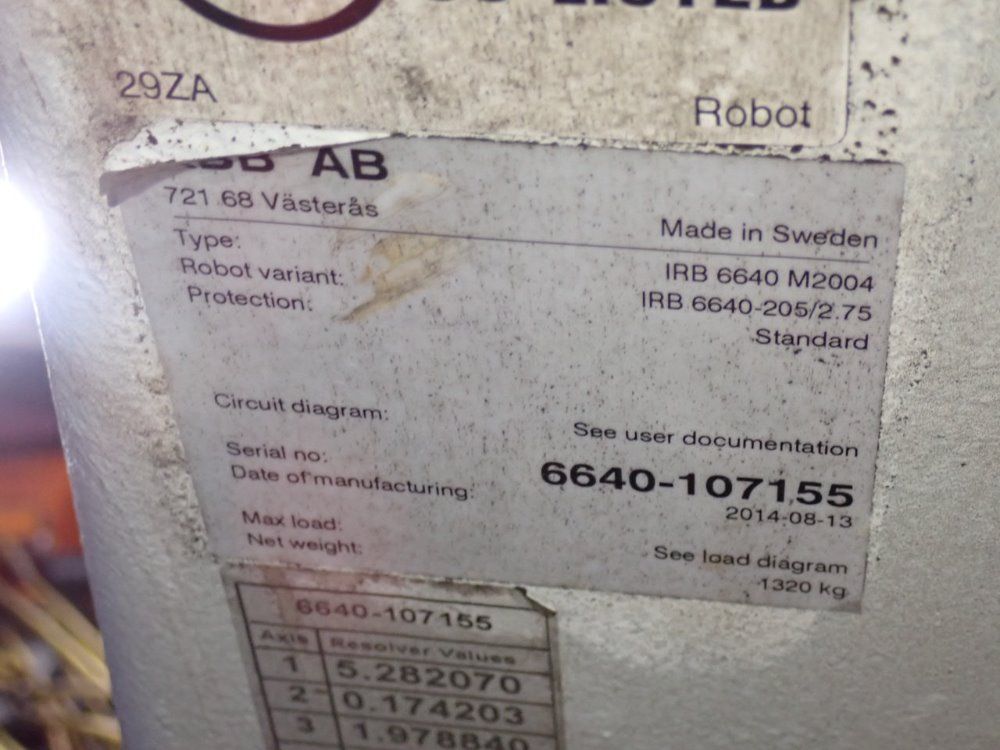 LISTED
29ZA
Robot
ABB AB
721 68 Västerås
Made in Sweden
Type: IRB 6640 M2004
Robot variant: IRB 6640-205/2.75
Protection: Standard
Circuit diagram: See user documentation
Serial no: 6640-107155
Date of manufacturing: 2014-08-13
Max load: See load diagram
Net weight: 1320 kg
6640-107155
Axis Resolver Values
1 5.282070
2 0.174203
3 1.978840